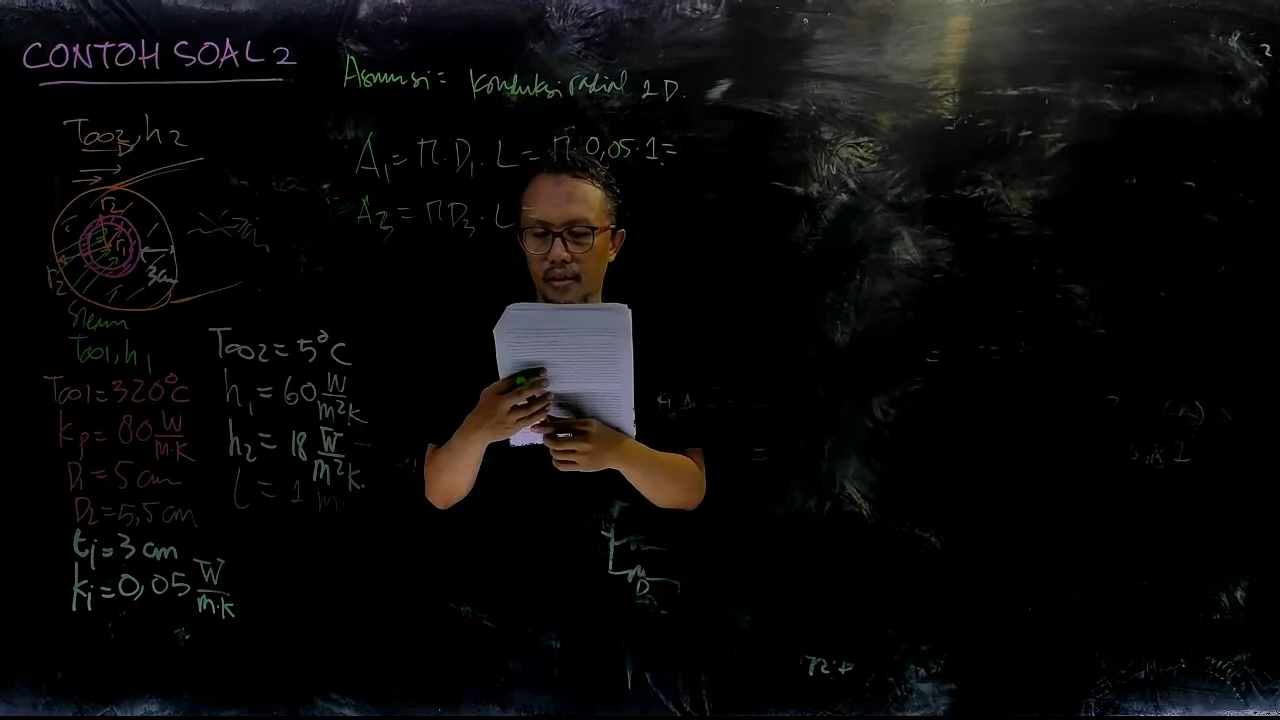 CONTOH SOAL 2
Asumsi = konduksi radial 2D.
T∞2, h2
A1 = π. D1. L = π. 0,05. 1 =
A3 = π D3. L
r2
r1
r2
3cm
Steam
T∞1, h1
T∞1 = 320°C
kp = 80 W/m.K
D1 = 5 cm
D2 = 5,5 cm
ti = 3 cm
ki = 0,05 W/m.K
T∞2 = 5°C
h1 = 60 W/m²K
h2 = 18 W/m²K.
L = 1 m